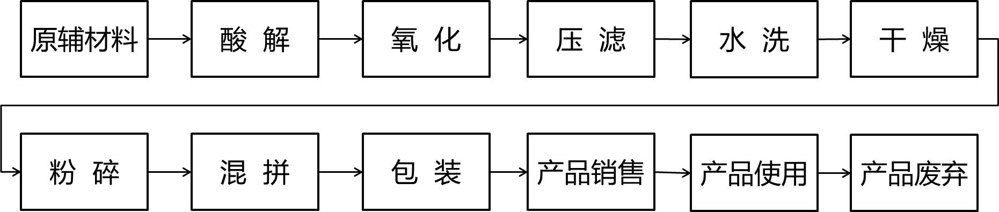 原辅材料 酸 解 氧 化 压 滤 水 洗 干 燥
粉 碎 混 拼 包 装 产品销售 产品使用 产品废弃